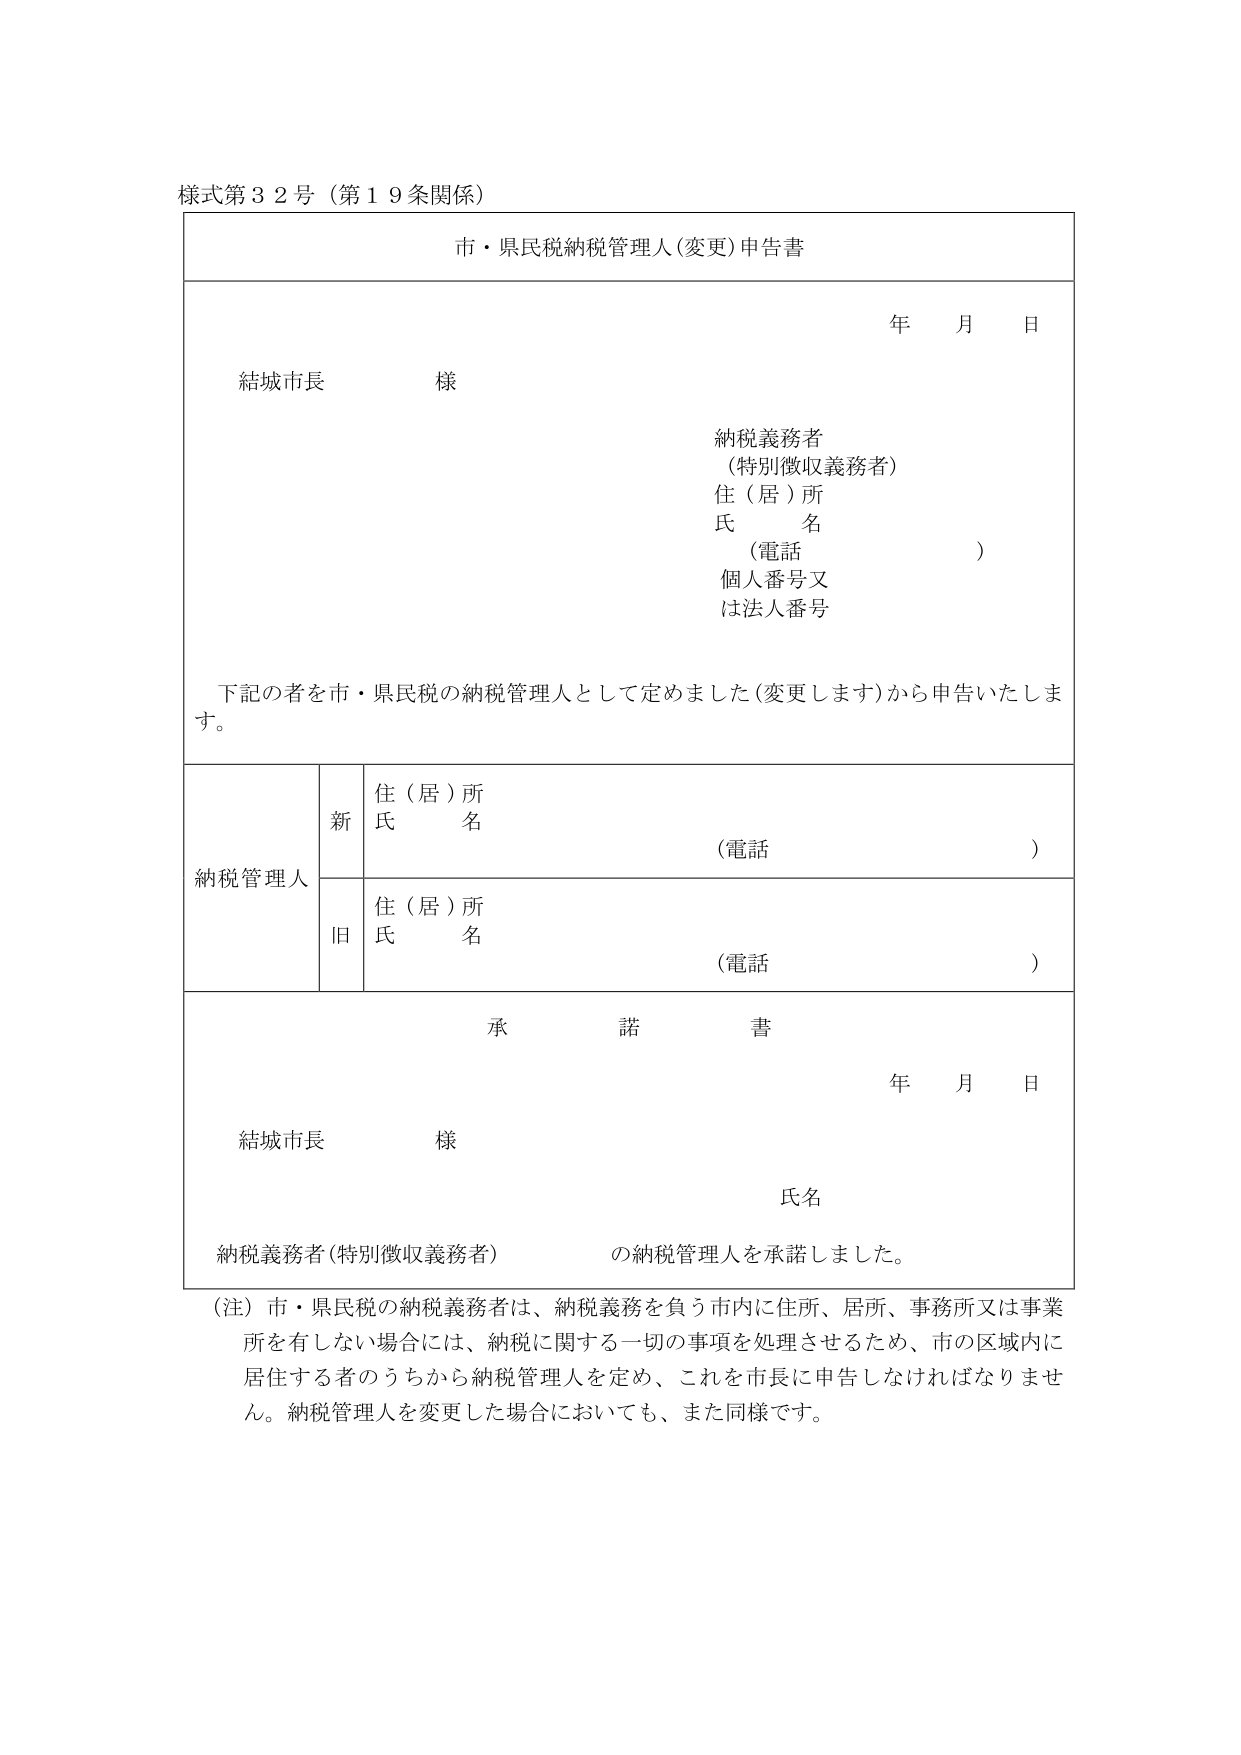 様式第３２号（第１９条関係）
市・県民税納税管理人(変更)申告書
年　　月　　日
結城市長　　　　　様
納税義務者
（特別徴収義務者）
住（居）所
氏　　　名
（電話　　　　　　　　）
個人番号又
は法人番号
下記の者を市・県民税の納税管理人として定めました(変更します)から申告いたしま
す。
納税管理人
新
住（居）所
氏　　　名
（電話　　　　　　　　　　　　）
旧
住（居）所
氏　　　名
（電話　　　　　　　　　　　　）
承　　　　　諾　　　　　書
年　　月　　日
結城市長　　　　　様
氏名
納税義務者(特別徴収義務者)　　　　　の納税管理人を承諾しました。
（注）市・県民税の納税義務者は、納税義務を負う市内に住所、居所、事務所又は事業
所を有しない場合には、納税に関する一切の事項を処理させるため、市の区域内に
居住する者のうちから納税管理人を定め、これを市長に申告しなければなりませ
ん。納税管理人を変更した場合においても、また同様です。